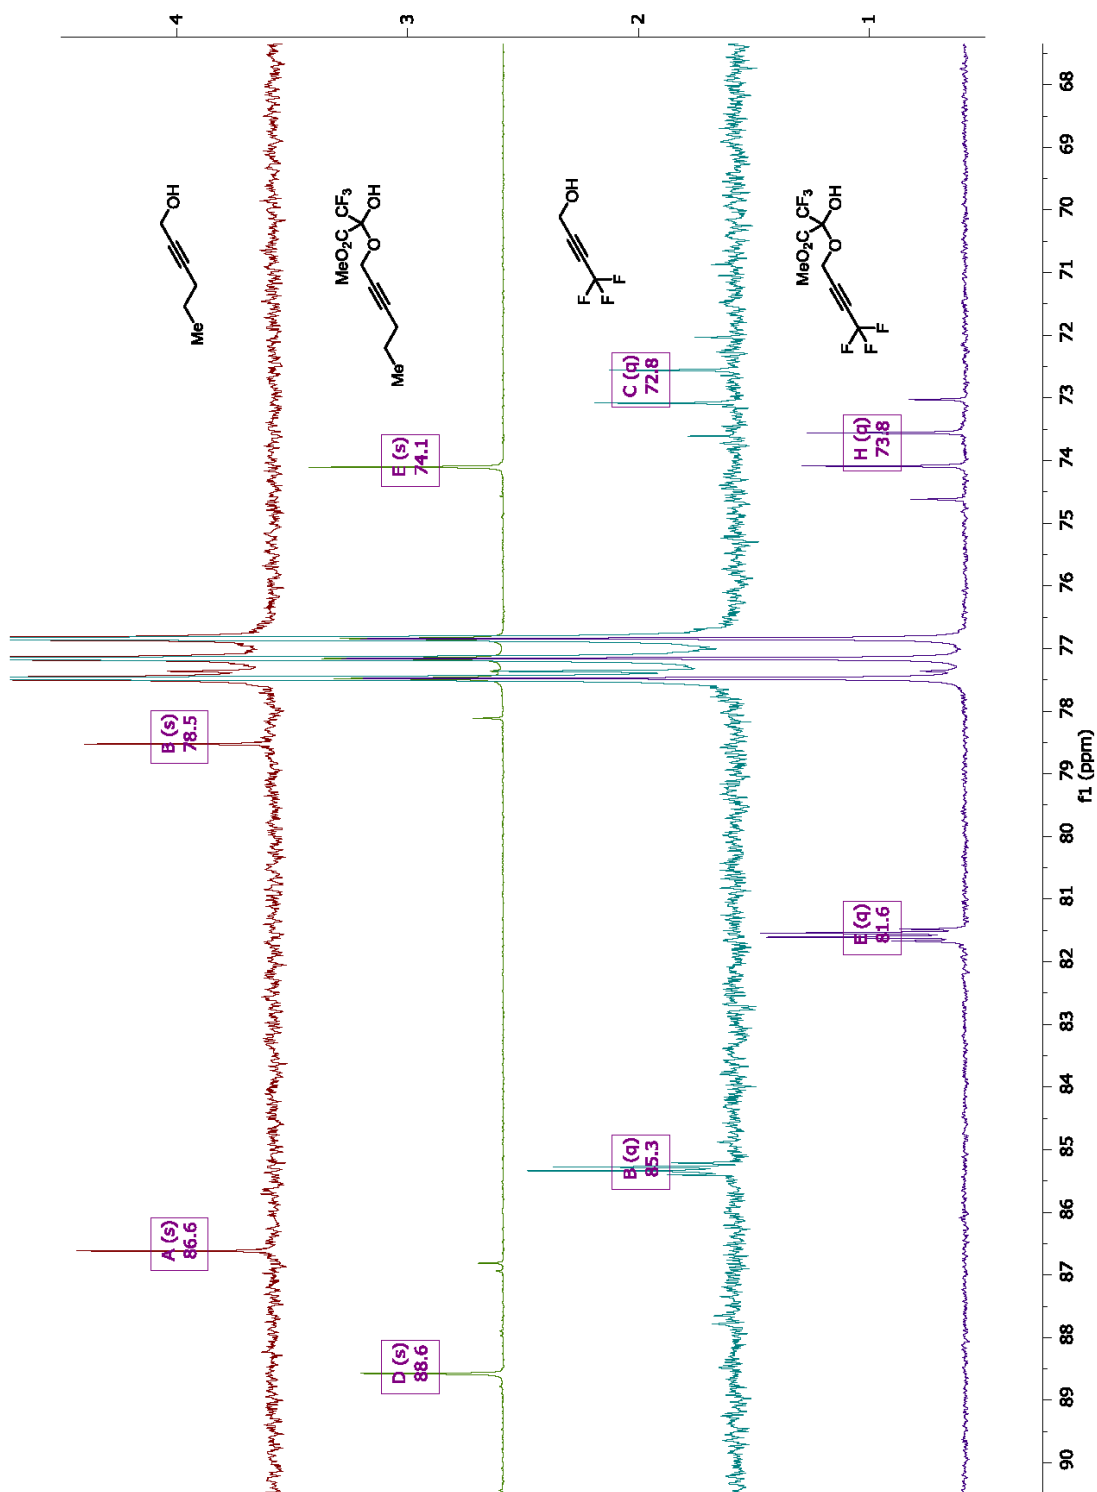 4
3
2
1
OH
Me
MeO₂C
CF₃
OH
O
Me
OH
F
F
F
MeO₂C
CF₃
OH
O
F
F
F
A (s)
86.6
B (s)
78.5
D (s)
88.6
E (s)
74.1
B (q)
85.3
C (q)
72.8
E (q)
81.6
H (q)
73.8
90
89
88
87
86
85
84
83
82
81
80
79
78
77
76
75
74
73
72
71
70
69
68
f1 (ppm)